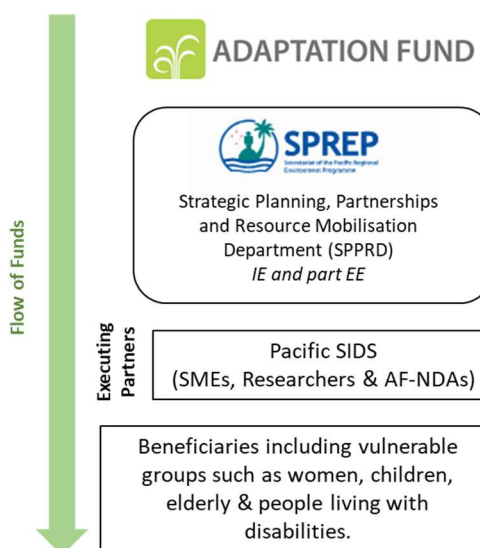 ADAPTATION FUND
SPREP
Secretariat of the Pacific Regional
Environment Programme
Strategic Planning, Partnerships
and Resource Mobilisation
Department (SPPRD)
IE and part EE
Flow of Funds
Executing
Partners
Pacific SIDS
(SMEs, Researchers & AF-NDAs)
Beneficiaries including vulnerable
groups such as women, children,
elderly & people living with
disabilities.